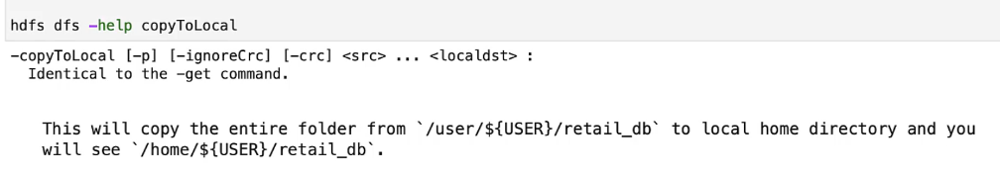 hdfs dfs -help copyToLocal
-copyToLocal [-p] [-ignoreCrc] [-crc] <src> ... <localdst> :
Identical to the -get command.
This will copy the entire folder from `/user/${USER}/retail_db` to local home directory and you
will see `/home/${USER}/retail_db`.